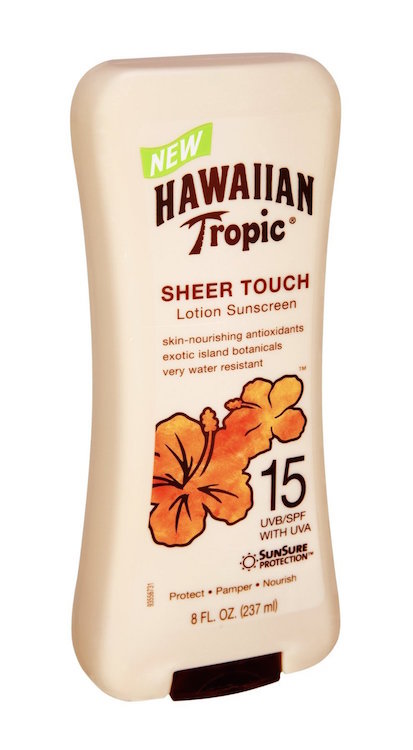 NEW
HAWAIIAN
Tropic®
SHEER TOUCH
Lotion Sunscreen
skin-nourishing antioxidants
exotic island botanicals
very water resistant
™
15
UVB/SPF
WITH UVA
SUNSURE
PROTECTION™
Protect • Pamper • Nourish
8 FL. OZ. (237 ml)